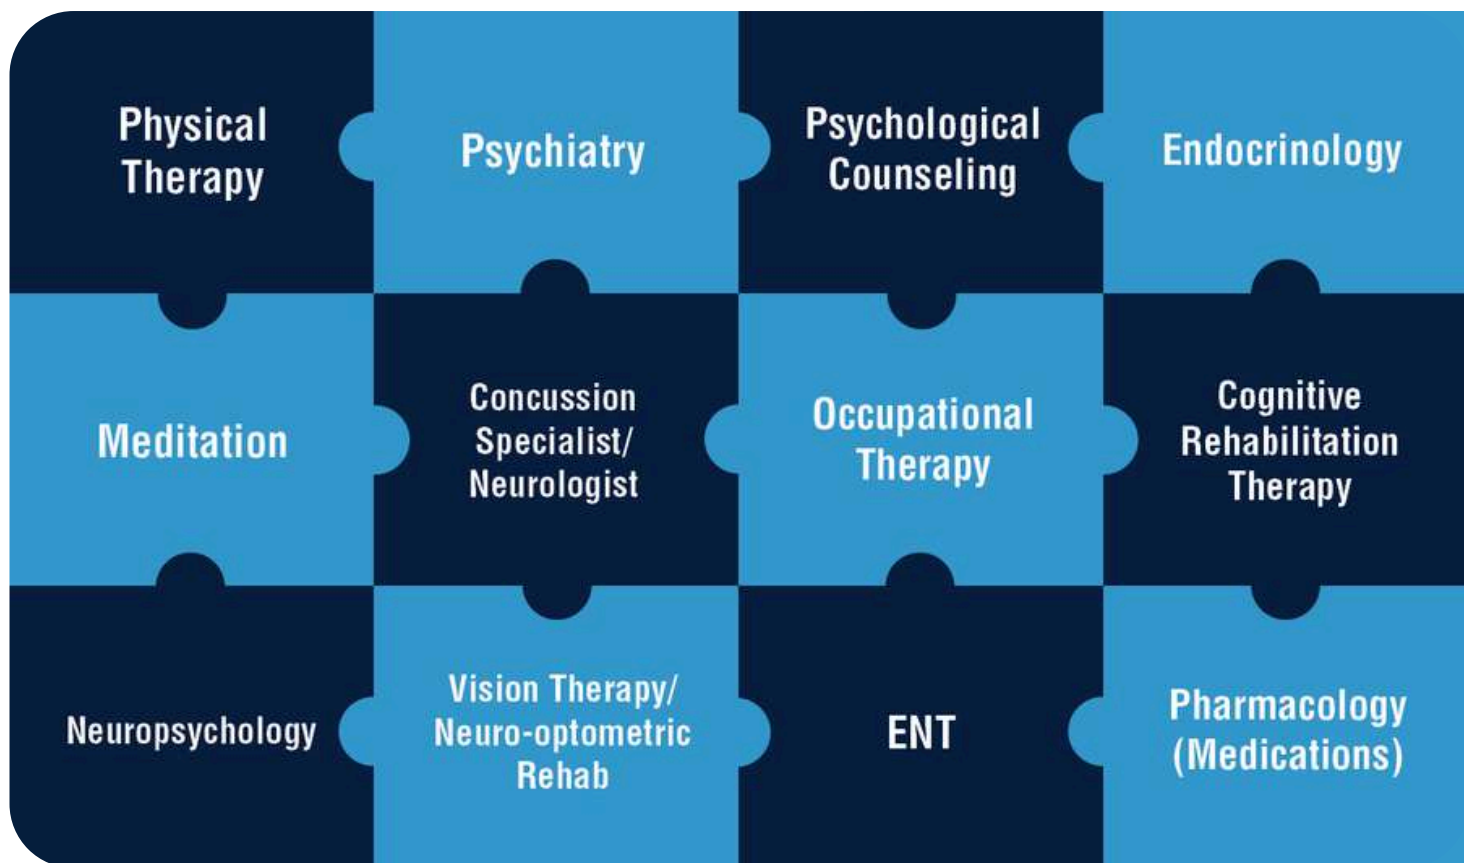 Physical
Therapy
Psychiatry
Psychological
Counseling
Endocrinology
Meditation
Concussion
Specialist/
Neurologist
Occupational
Therapy
Cognitive
Rehabilitation
Therapy
Neuropsychology
Vision Therapy/
Neuro-optometric
Rehab
ENT
Pharmacology
(Medications)